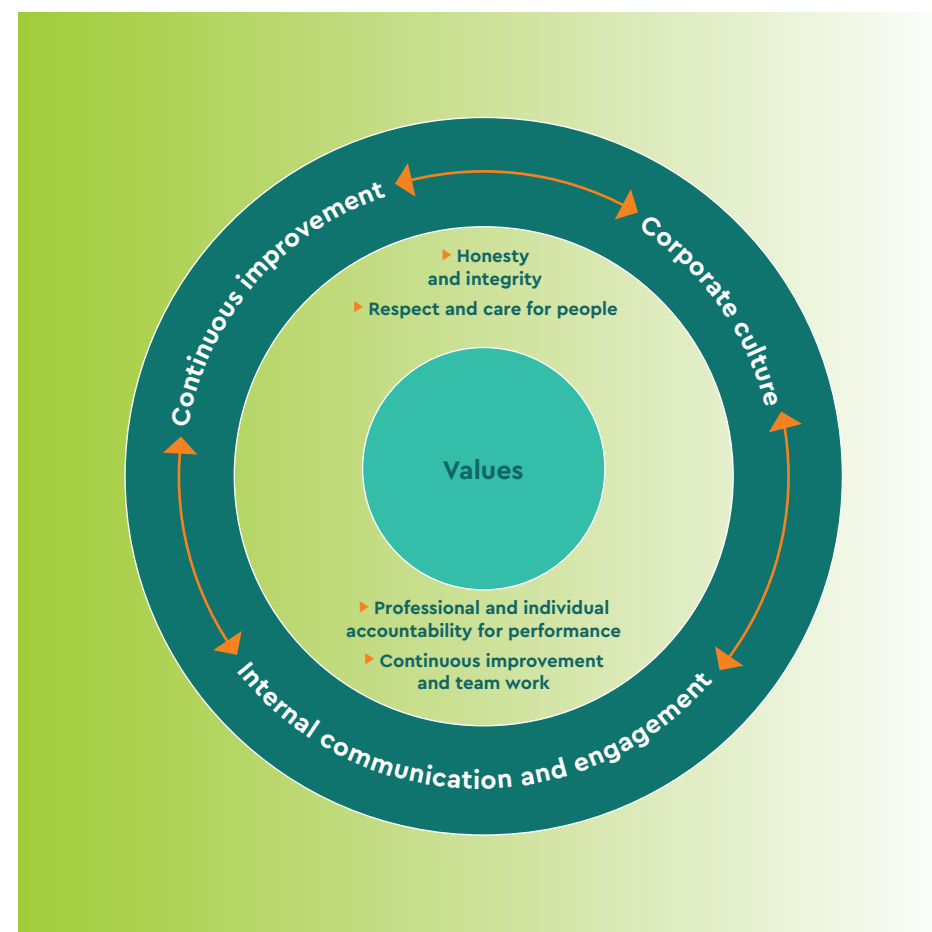 Continuous improvement
Corporate culture
▶ Honesty
and integrity
▶ Respect and care for people
Values
▶ Professional and individual
accountability for performance
▶ Continuous improvement
and team work
Internal communication and engagement